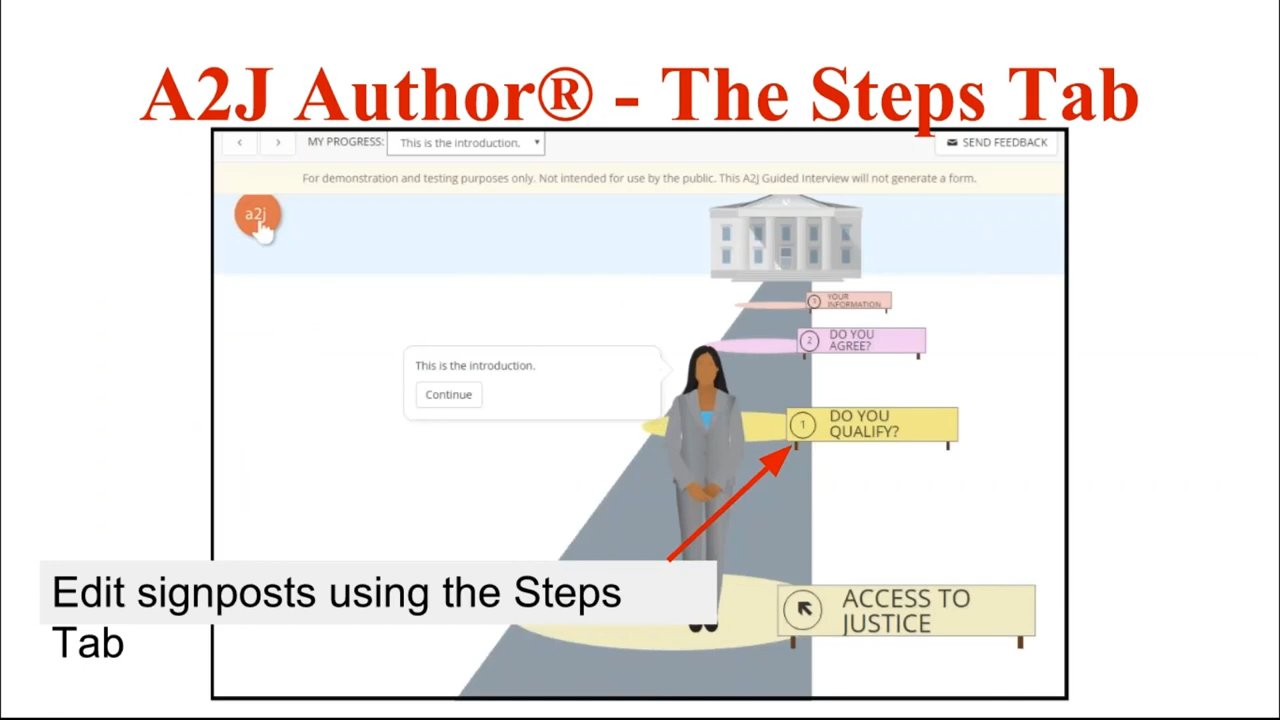 A2J Author® - The Steps Tab
MY PROGRESS: This is the introduction. SEND FEEDBACK
For demonstration and testing purposes only. Not intended for use by the public. This A2J Guided Interview will not generate a form.
a2j
3 YOUR
INFORMATION
2 DO YOU
AGREE?
This is the introduction.
Continue
1 DO YOU
QUALIFY?
Edit signposts using the Steps
Tab
ACCESS TO
JUSTICE